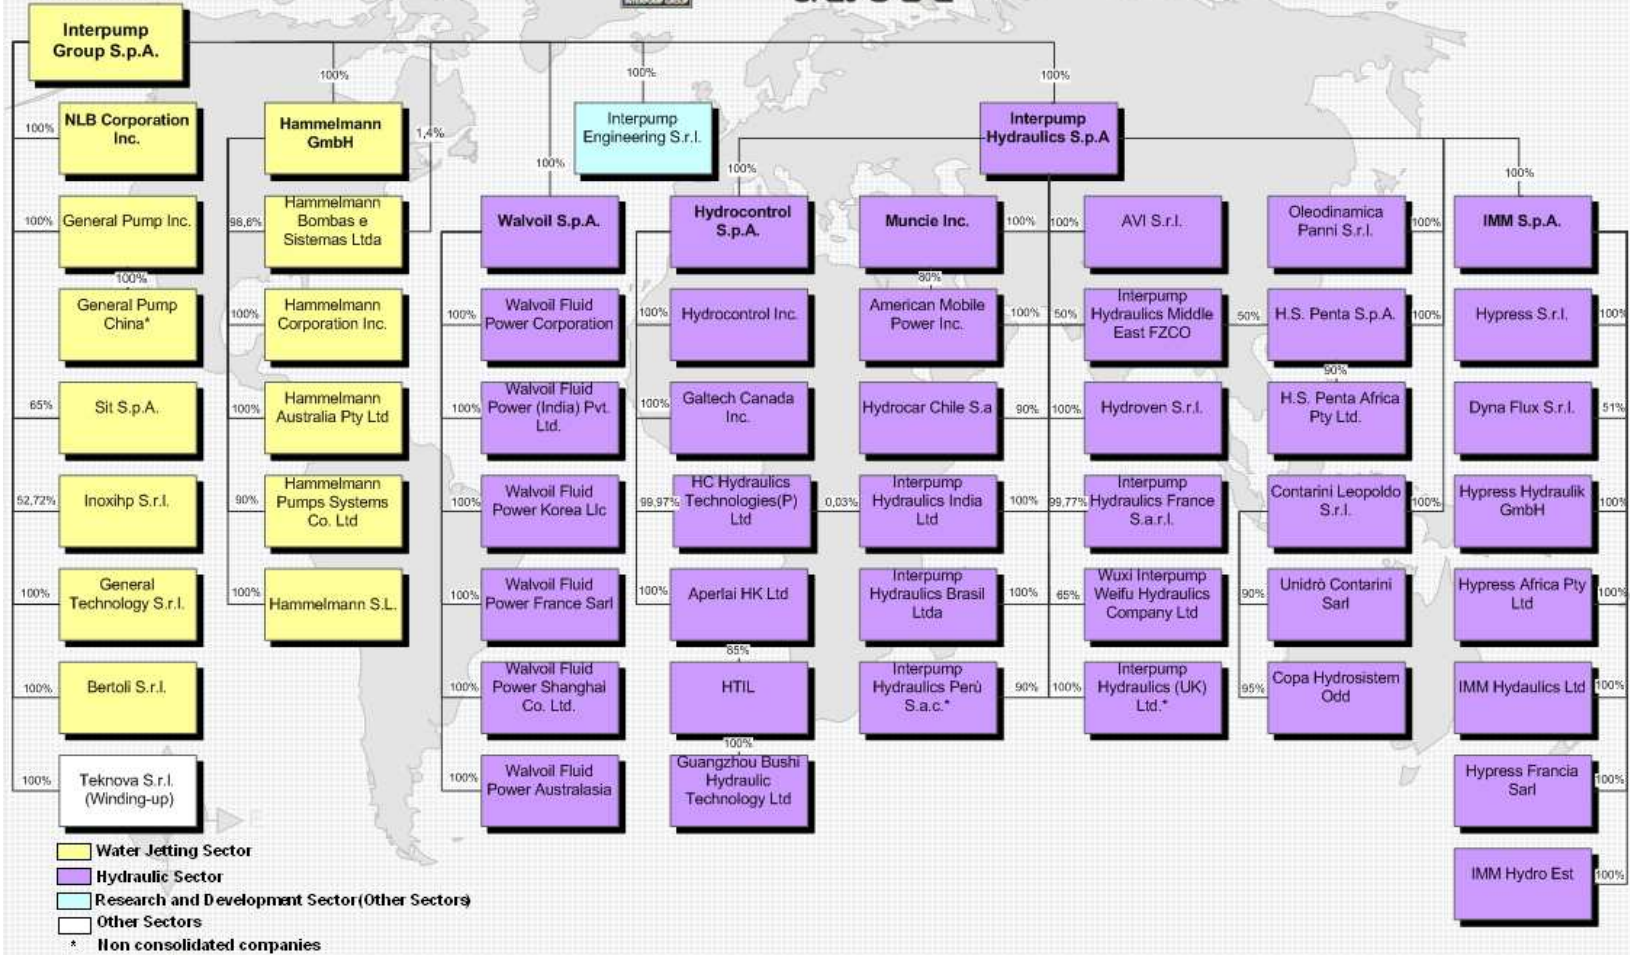 INTERPUMP GROUP
Interpump
Group S.p.A.
100%
100%
100%
NLB Corporation
Inc.
100%
Hammelmann
GmbH
1,4%
Interpump
Engineering S.r.l.
Interpump
Hydraulics S.p.A
100%
100%
100%
General Pump Inc.
100%
Hammelmann
Bombas e
Sistemas Ltda
98,6%
Walvoil S.p.A.
Hydrocontrol
S.p.A.
Muncie Inc.
100%
100%
AVI S.r.l.
Oleodinamica
Panni S.r.l.
100%
IMM S.p.A.
100%
General Pump
China*
Hammelmann
Corporation Inc.
100%
Walvoil Fluid
Power Corporation
100%
Hydrocontrol Inc.
100%
80%
American Mobile
Power Inc.
100%
50%
Interpump
Hydraulics Middle
East FZCO
50%
H.S. Penta S.p.A.
100%
Hypress S.r.l.
100%
Sit S.p.A.
65%
Hammelmann
Australia Pty Ltd
100%
Walvoil Fluid
Power (India) Pvt.
Ltd.
100%
Galtech Canada
Inc.
100%
Hydrocar Chile S.a
90%
100%
Hydroven S.r.l.
90%
H.S. Penta Africa
Pty Ltd.
Dyna Flux S.r.l.
51%
Inoxihp S.r.l.
52,72%
Hammelmann
Pumps Systems
Co. Ltd
90%
Walvoil Fluid
Power Korea Llc
100%
HC Hydraulics
Technologies(P)
Ltd
99,97%
0,03%
Interpump
Hydraulics India
Ltd
100%
99,77%
Interpump
Hydraulics France
S.a.r.l.
Contarini Leopoldo
S.r.l.
100%
Hypress Hydraulik
GmbH
100%
General
Technology S.r.l.
100%
Hammelmann S.L.
100%
Walvoil Fluid
Power France Sarl
100%
Aperlai HK Ltd
100%
Interpump
Hydraulics Brasil
Ltda
100%
65%
Wuxi Interpump
Weifu Hydraulics
Company Ltd
90%
Unidrò Contarini
Sarl
Hypress Africa Pty
Ltd
100%
Bertoli S.r.l.
100%
Walvoil Fluid
Power Shanghai
Co. Ltd.
100%
85%
HTIL
Interpump
Hydraulics Perù
S.a.c.*
90%
100%
Interpump
Hydraulics (UK)
Ltd.*
95%
Copa Hydrosistem
Odd
IMM Hydaulics Ltd
100%
Teknova S.r.l.
(Winding-up)
100%
Walvoil Fluid
Power Australasia
100%
100%
Guangzhou Bushi
Hydraulic
Technology Ltd
Hypress Francia
Sarl
100%
IMM Hydro Est
100%
Water Jetting Sector
Hydraulic Sector
Research and Development Sector(Other Sectors)
Other Sectors
* Non consolidated companies